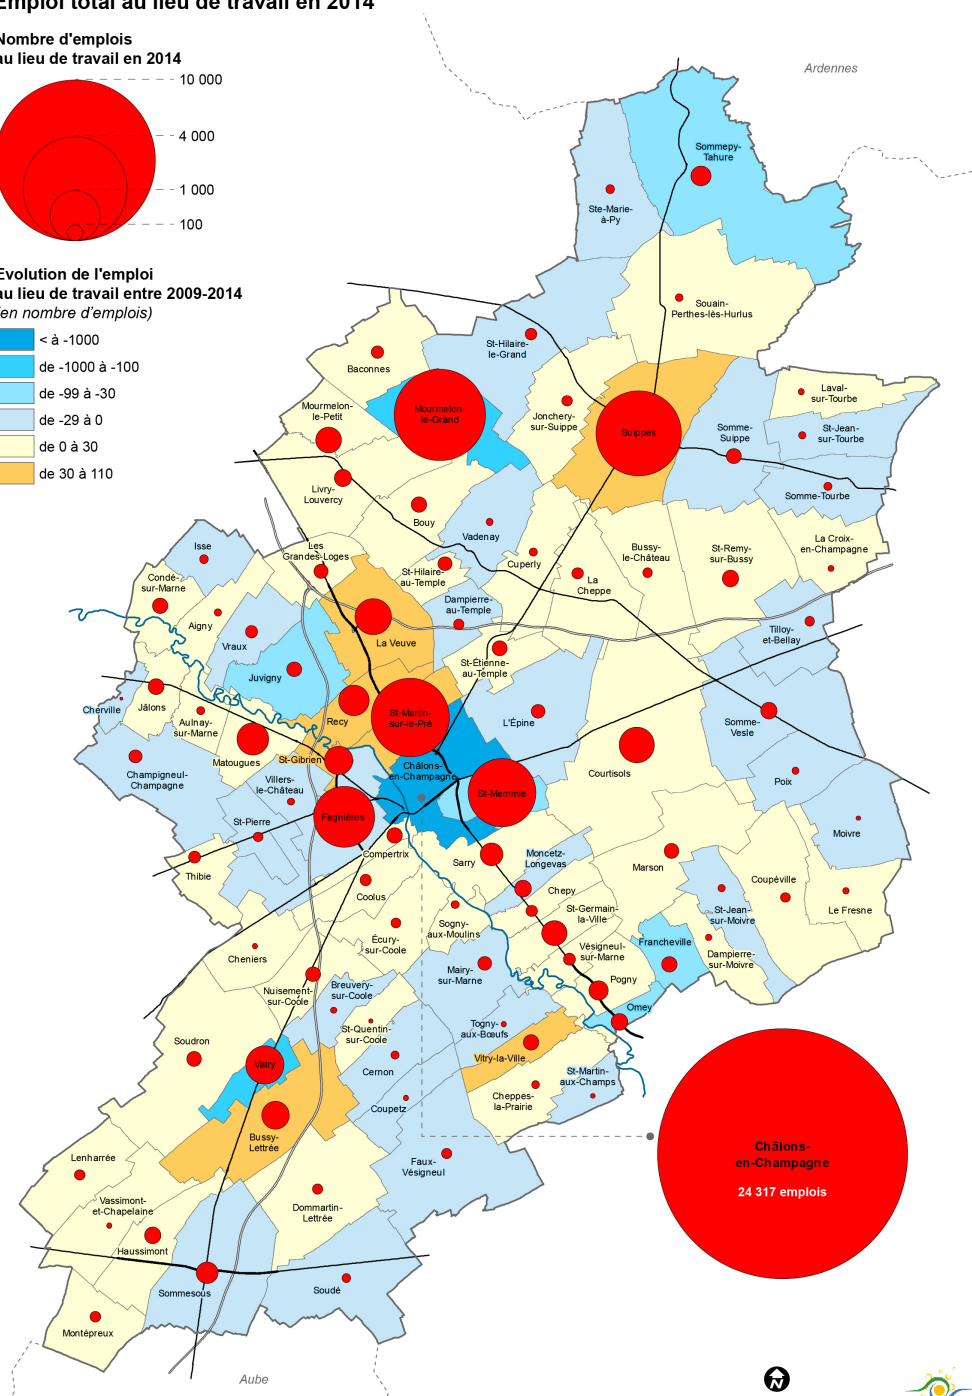 Emploi total au lieu de travail en 2014
Nombre d'emplois
au lieu de travail en 2014
10 000
4 000
1 000
100
Evolution de l'emploi
au lieu de travail entre 2009-2014
(en nombre d'emplois)
< à -1000
de -1000 à -100
de -99 à -30
de -29 à 0
de 0 à 30
de 30 à 110
Ardennes
Sommepy-
Tahure
Ste-Marie-
à-Py
Souain-
Perthes-lès-Hurlus
St-Hilaire-
le-Grand
Baconnes
Mourmelon-
le-Petit
Mourmelon-
le-Grand
Jonchery-
sur-Suippe
Suippes
Somme-
Suippe
Laval-
sur-Tourbe
St-Jean-
sur-Tourbe
Somme-Tourbe
Livry-
Louvercy
Bouy
Vadenay
Cuperly
La
Cheppe
Bussy-
le-Château
St-Remy-
sur-Bussy
La Croix-
en-Champagne
Isse
Les
Grandes-Loges
St-Hilaire-
au-Temple
Condé-
sur-Marne
Aigny
Vraux
Dampierre-
au-Temple
Tilloy-
et-Bellay
La Veuve
St-Étienne-
au-Temple
Juvigny
Cherville
Jâlons
Aulnay-
sur-Marne
Recy
St-Martin-
sur-le-Pré
L'Épine
Somme-
Vesle
Matougues
St-Gibrien
Châlons-
en-Champagne
Courtisols
Champigneul-
Champagne
Villers-
le-Château
St-Memmie
Poix
St-Pierre
Fagnières
Moivre
Thibie
Compertrix
Sarry
Moncetz-
Longevas
Marson
Coupéville
Coolus
Chepy
St-Jean-
sur-Moivre
Le Fresne
Sogny-
aux-Moulins
St-Germain-
la-Ville
Écury-
sur-Coole
Cheniers
Vésigneul-
sur-Marne
Francheville
Dampierre-
sur-Moivre
Mairy-
sur-Marne
Nuisement-
sur-Coole
Breuvery-
sur-Coole
Pogny
Omey
St-Quentin-
sur-Coole
Togny-
aux-Bœufs
Soudron
Vatry
Cernon
Vitry-la-Ville
St-Martin-
aux-Champs
Coupetz
Cheppes-
la-Prairie
Bussy-
Lettrée
Lenharrée
Faux-
Vésigneul
Châlons-
en-Champagne
24 317 emplois
Vassimont-
et-Chapelaine
Dommartin-
Lettrée
Haussimont
Sommesous
Soudé
Montépreux
Aube
N